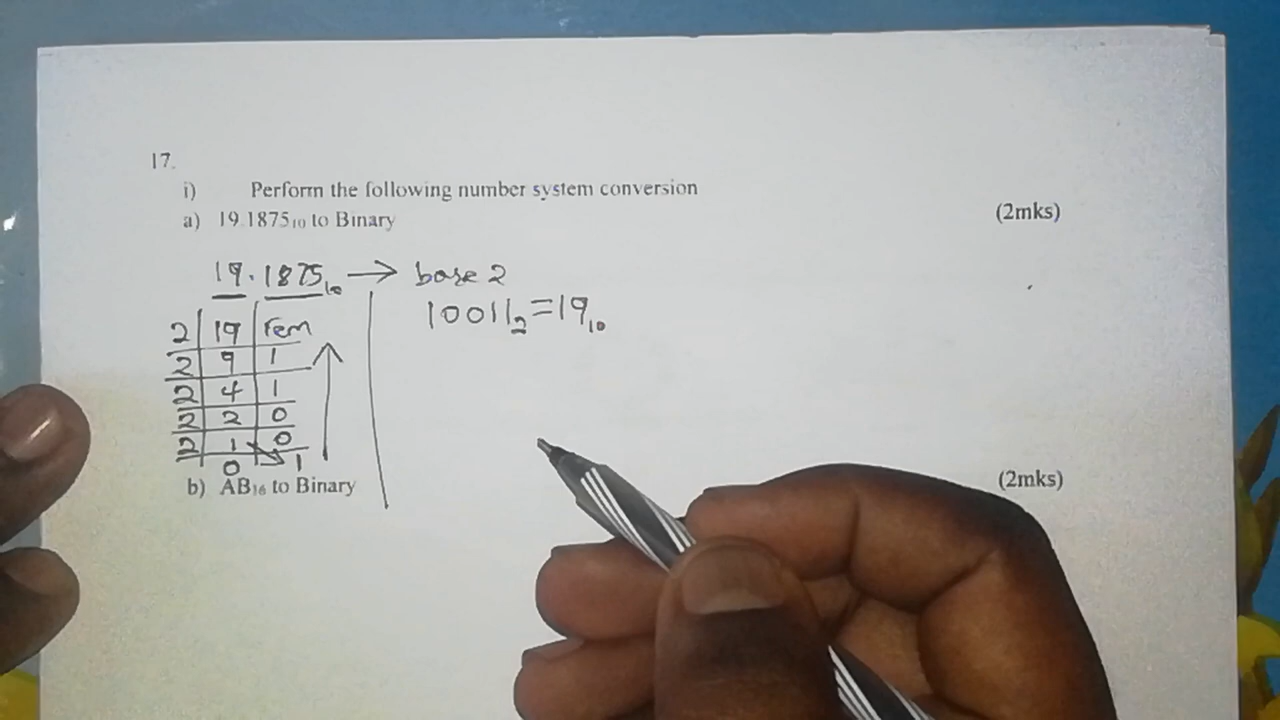 17.
i) Perform the following number system conversion
(2mks)
a) 19.1875₁₀ to Binary
19.1875₁₀ → base 2
10011₂ = 19₁₀
2 | 19 | rem
2 | 9 | 1
2 | 4 | 1
2 | 2 | 0
2 | 1 | 0
0 1
b) AB₁₆ to Binary
(2mks)